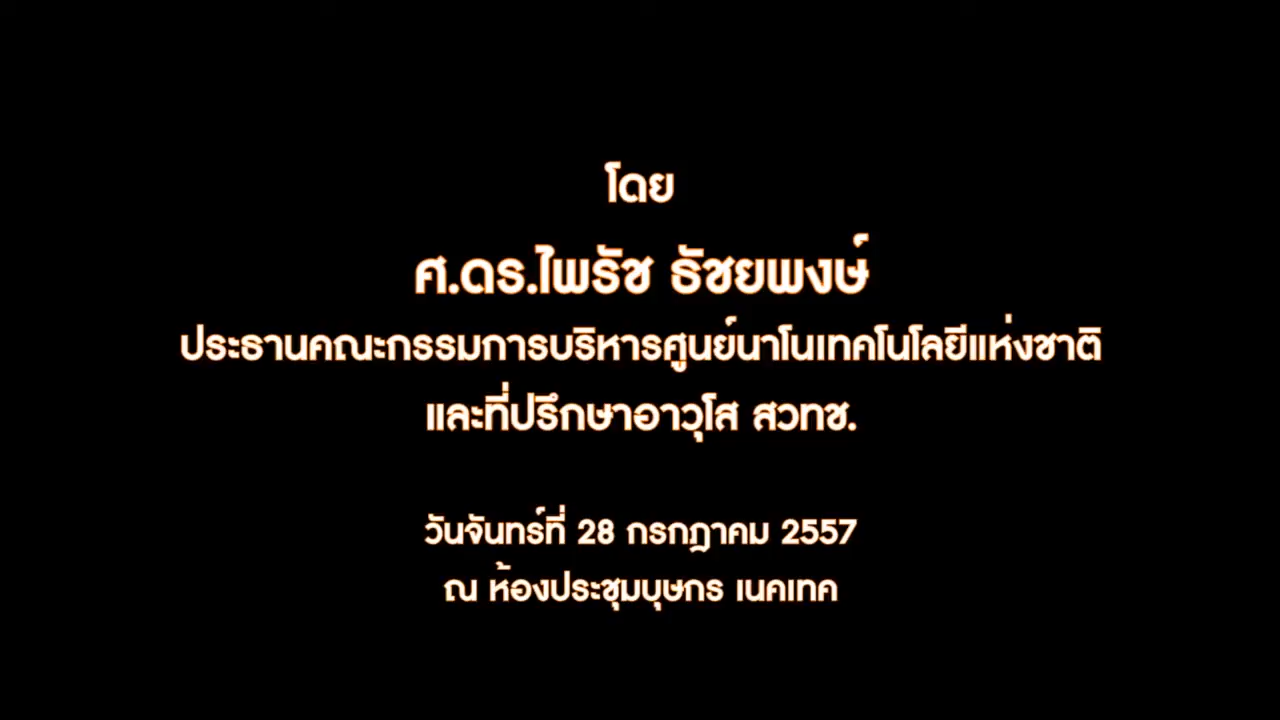 โดย
ศ.ดร.ไพรัช ธัชยพงษ์
ประธานคณะกรรมการบริหารศูนย์นาโนเทคโนโลยีแห่งชาติ
และที่ปรึกษาอาวุโส สวทช.
วันจันทร์ที่ 28 กรกฎาคม 2557
ณ ห้องประชุมบุษกร เนคเทค